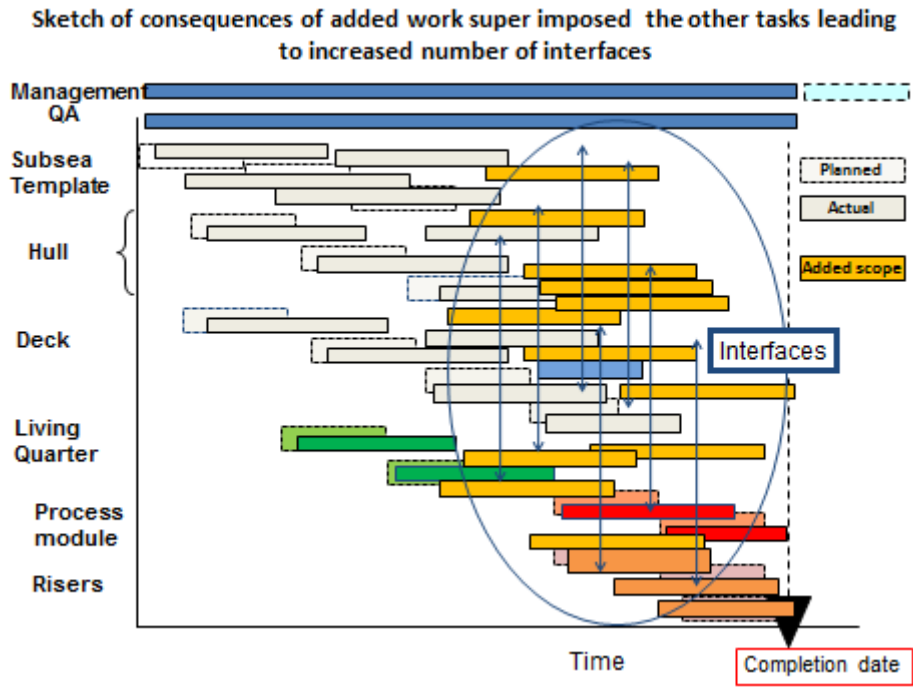 Sketch of consequences of added work super imposed the other tasks leading
to increased number of interfaces
Management
QA
Subsea
Template
Planned
Actual
Hull
Added scope
Deck
Interfaces
Living
Quarter
Process
module
Risers
Time
Completion date